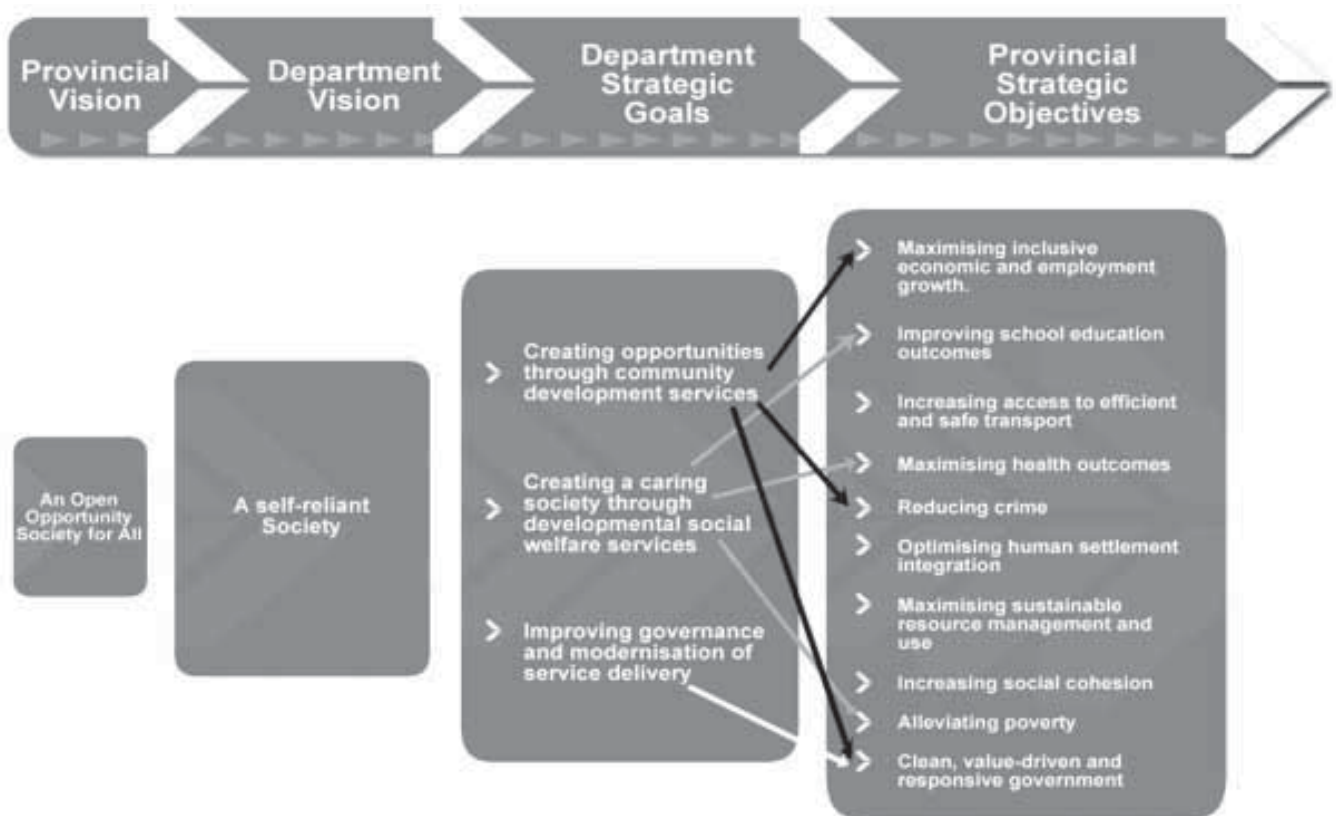 Provincial
Vision
Department
Vision
Department
Strategic
Goals
Provincial
Strategic
Objectives
An Open
Opportunity
Society for All
A self-reliant
Society
Creating opportunities
through community
development services
Creating a caring
society through
developmental social
welfare services
Improving governance
and modernisation of
service delivery
Maximising inclusive
economic and employment
growth.
Improving school education
outcomes
Increasing access to efficient
and safe transport
Maximising health outcomes
Reducing crime
Optimising human settlement
integration
Maximising sustainable
resource management and
use
Increasing social cohesion
Alleviating poverty
Clean, value-driven and
responsive government